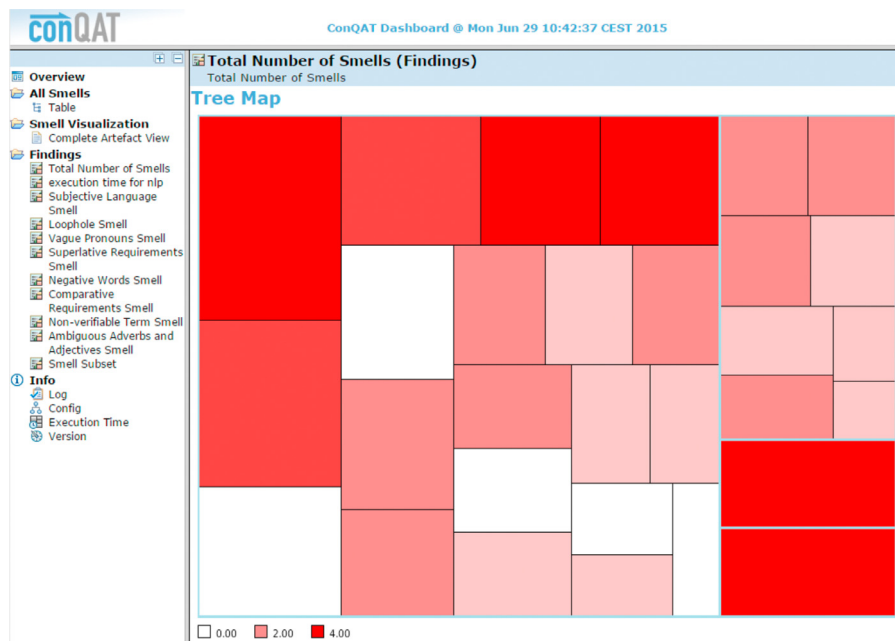 conQAT
ConQAT Dashboard @ Mon Jun 29 10:42:37 CEST 2015
Overview
All Smells
Table
Smell Visualization
Complete Artefact View
Findings
Total Number of Smells
execution time for nlp
Subjective Language
Smell
Loophole Smell
Vague Pronouns Smell
Superlative Requirements
Smell
Negative Words Smell
Comparative
Requirements Smell
Non-verifiable Term Smell
Ambiguous Adverbs and
Adjectives Smell
Smell Subset
Info
Log
Config
Execution Time
Version
Total Number of Smells (Findings)
Total Number of Smells
Tree Map
0.00 2.00 4.00